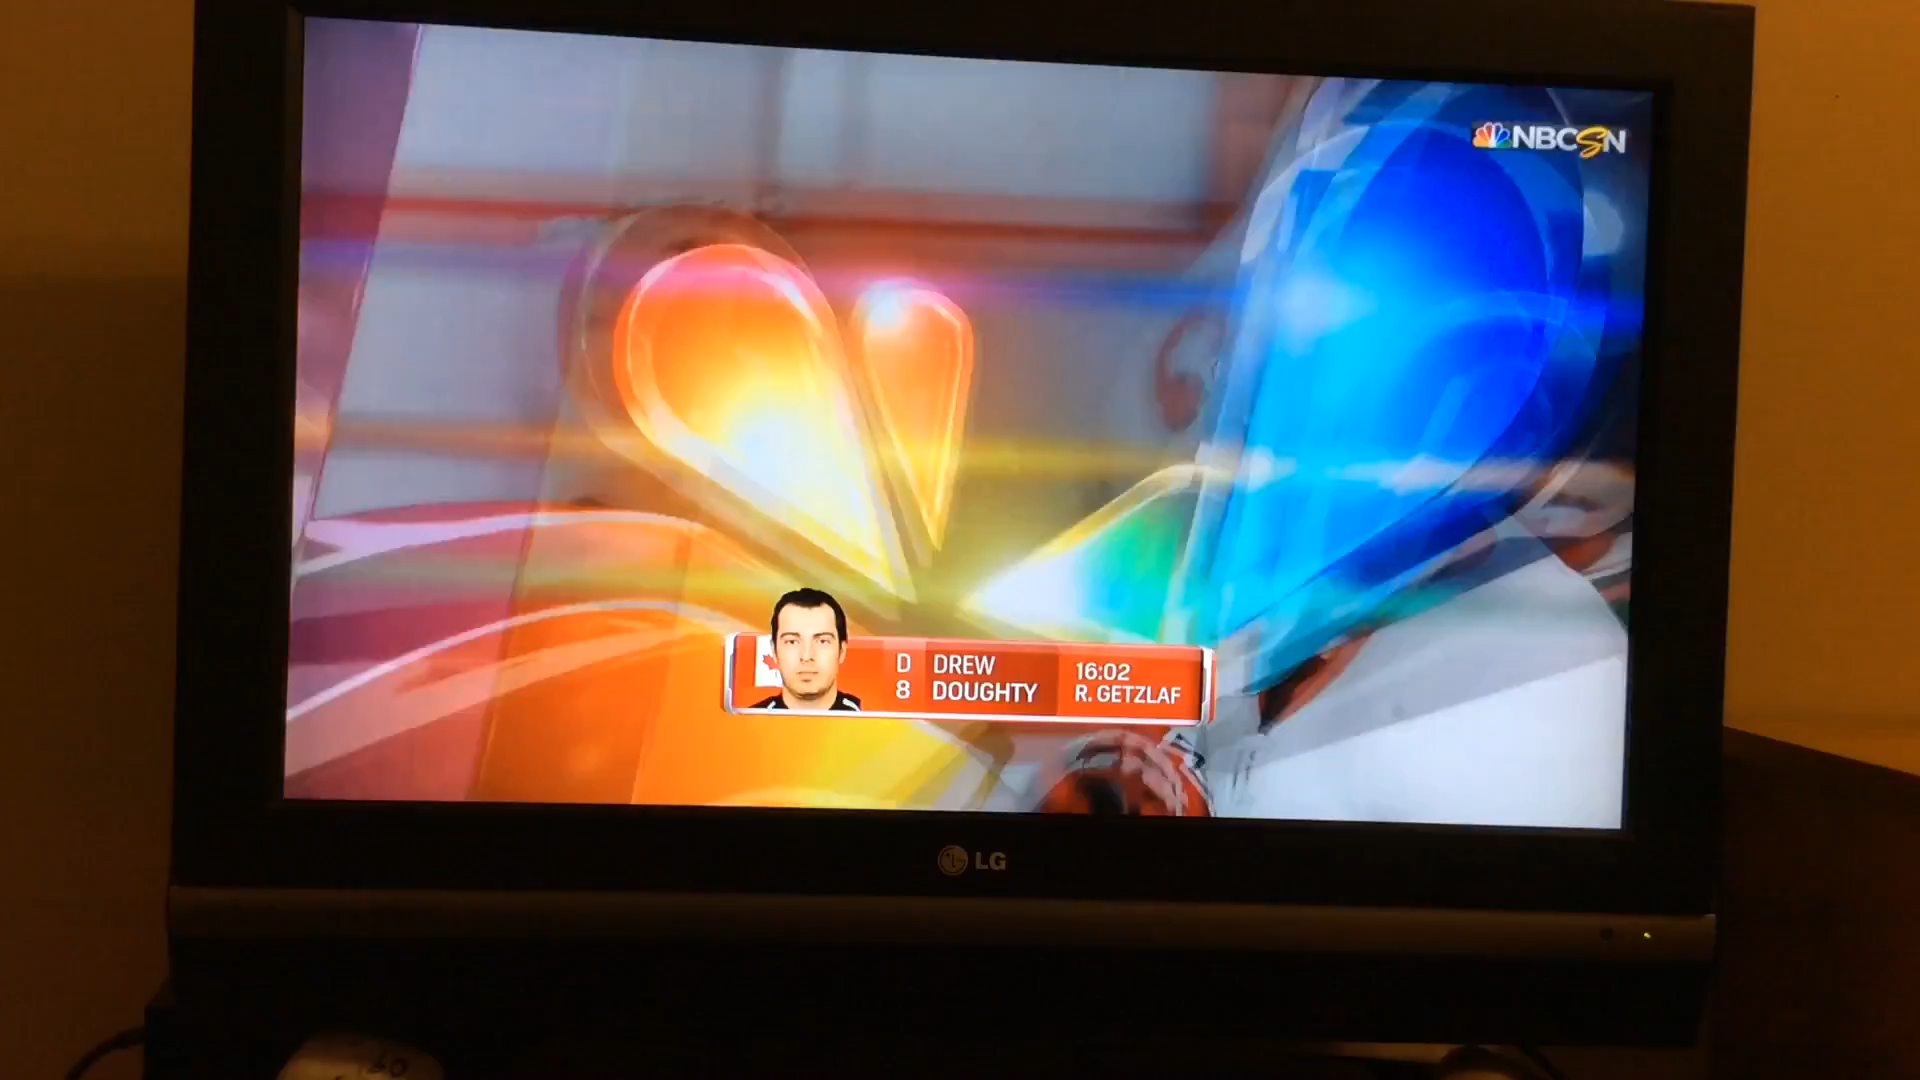 NBCSN
D DREW
8 DOUGHTY
16:02
R. GETZLAF
LG